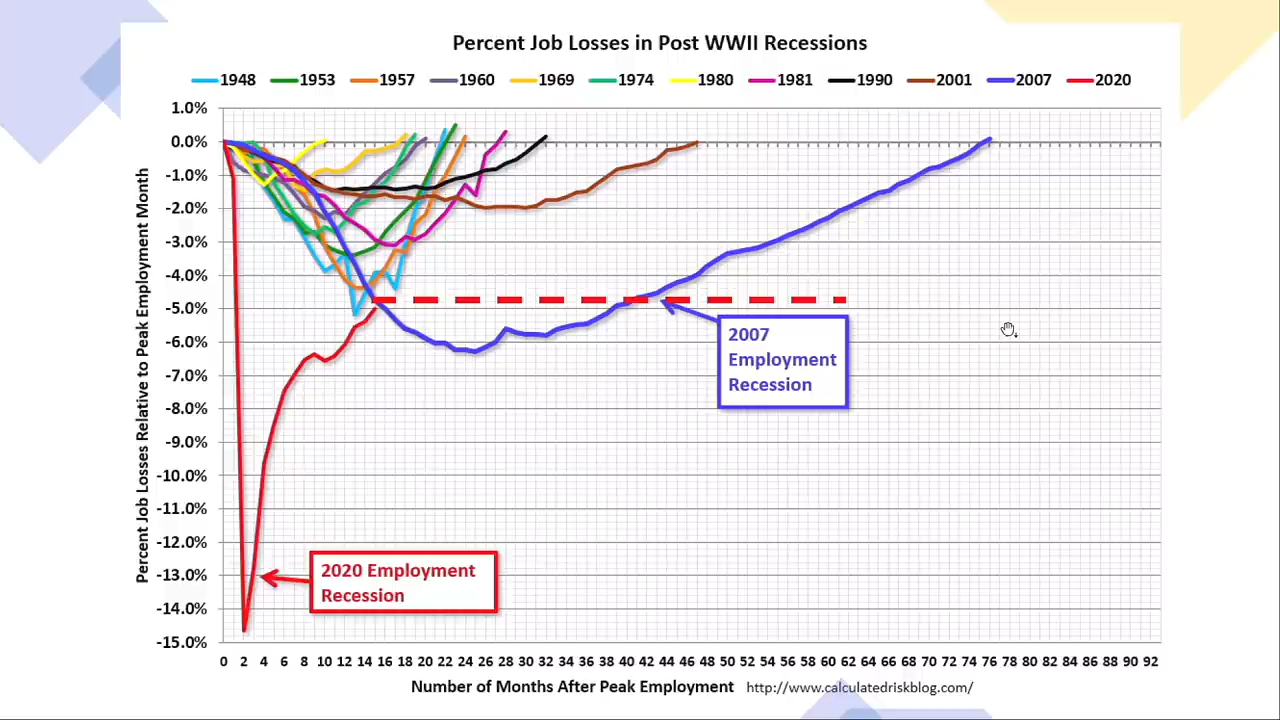 Percent Job Losses in Post WWII Recessions
1948 1953 1957 1960 1969 1974 1980 1981 1990 2001 2007 2020
Percent Job Losses Relative to Peak Employment Month
1.0%
0.0%
-1.0%
-2.0%
-3.0%
-4.0%
-5.0%
-6.0%
-7.0%
-8.0%
-9.0%
-10.0%
-11.0%
-12.0%
-13.0%
-14.0%
-15.0%
2007
Employment
Recession
2020 Employment
Recession
0 2 4 6 8 10 12 14 16 18 20 22 24 26 28 30 32 34 36 38 40 42 44 46 48 50 52 54 56 58 60 62 64 66 68 70 72 74 76 78 80 82 84 86 88 90 92
Number of Months After Peak Employment http://www.calculatedriskblog.com/